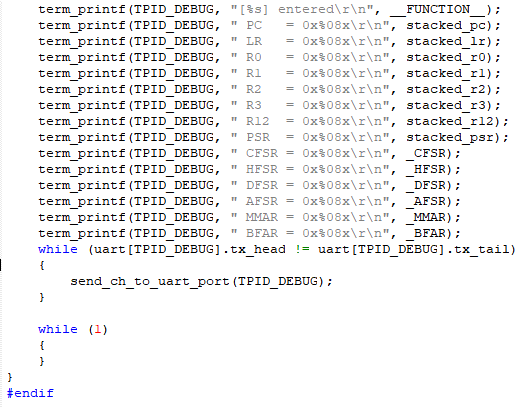 term_printf(TPID_DEBUG, "[%s] entered\r\n", __FUNCTION__);
term_printf(TPID_DEBUG, " PC   = 0x%08x\r\n", stacked_pc);
term_printf(TPID_DEBUG, " LR   = 0x%08x\r\n", stacked_lr);
term_printf(TPID_DEBUG, " R0   = 0x%08x\r\n", stacked_r0);
term_printf(TPID_DEBUG, " R1   = 0x%08x\r\n", stacked_r1);
term_printf(TPID_DEBUG, " R2   = 0x%08x\r\n", stacked_r2);
term_printf(TPID_DEBUG, " R3   = 0x%08x\r\n", stacked_r3);
term_printf(TPID_DEBUG, " R12  = 0x%08x\r\n", stacked_r12);
term_printf(TPID_DEBUG, " PSR  = 0x%08x\r\n", stacked_psr);
term_printf(TPID_DEBUG, " CFSR = 0x%08x\r\n", _CFSR);
term_printf(TPID_DEBUG, " HFSR = 0x%08x\r\n", _HFSR);
term_printf(TPID_DEBUG, " DFSR = 0x%08x\r\n", _DFSR);
term_printf(TPID_DEBUG, " AFSR = 0x%08x\r\n", _AFSR);
term_printf(TPID_DEBUG, " MMAR = 0x%08x\r\n", _MMAR);
term_printf(TPID_DEBUG, " BFAR = 0x%08x\r\n", _BFAR);
while (uart[TPID_DEBUG].tx_head != uart[TPID_DEBUG].tx_tail)
{
send_ch_to_uart_port(TPID_DEBUG);
}
while (1)
{
}
}
#endif